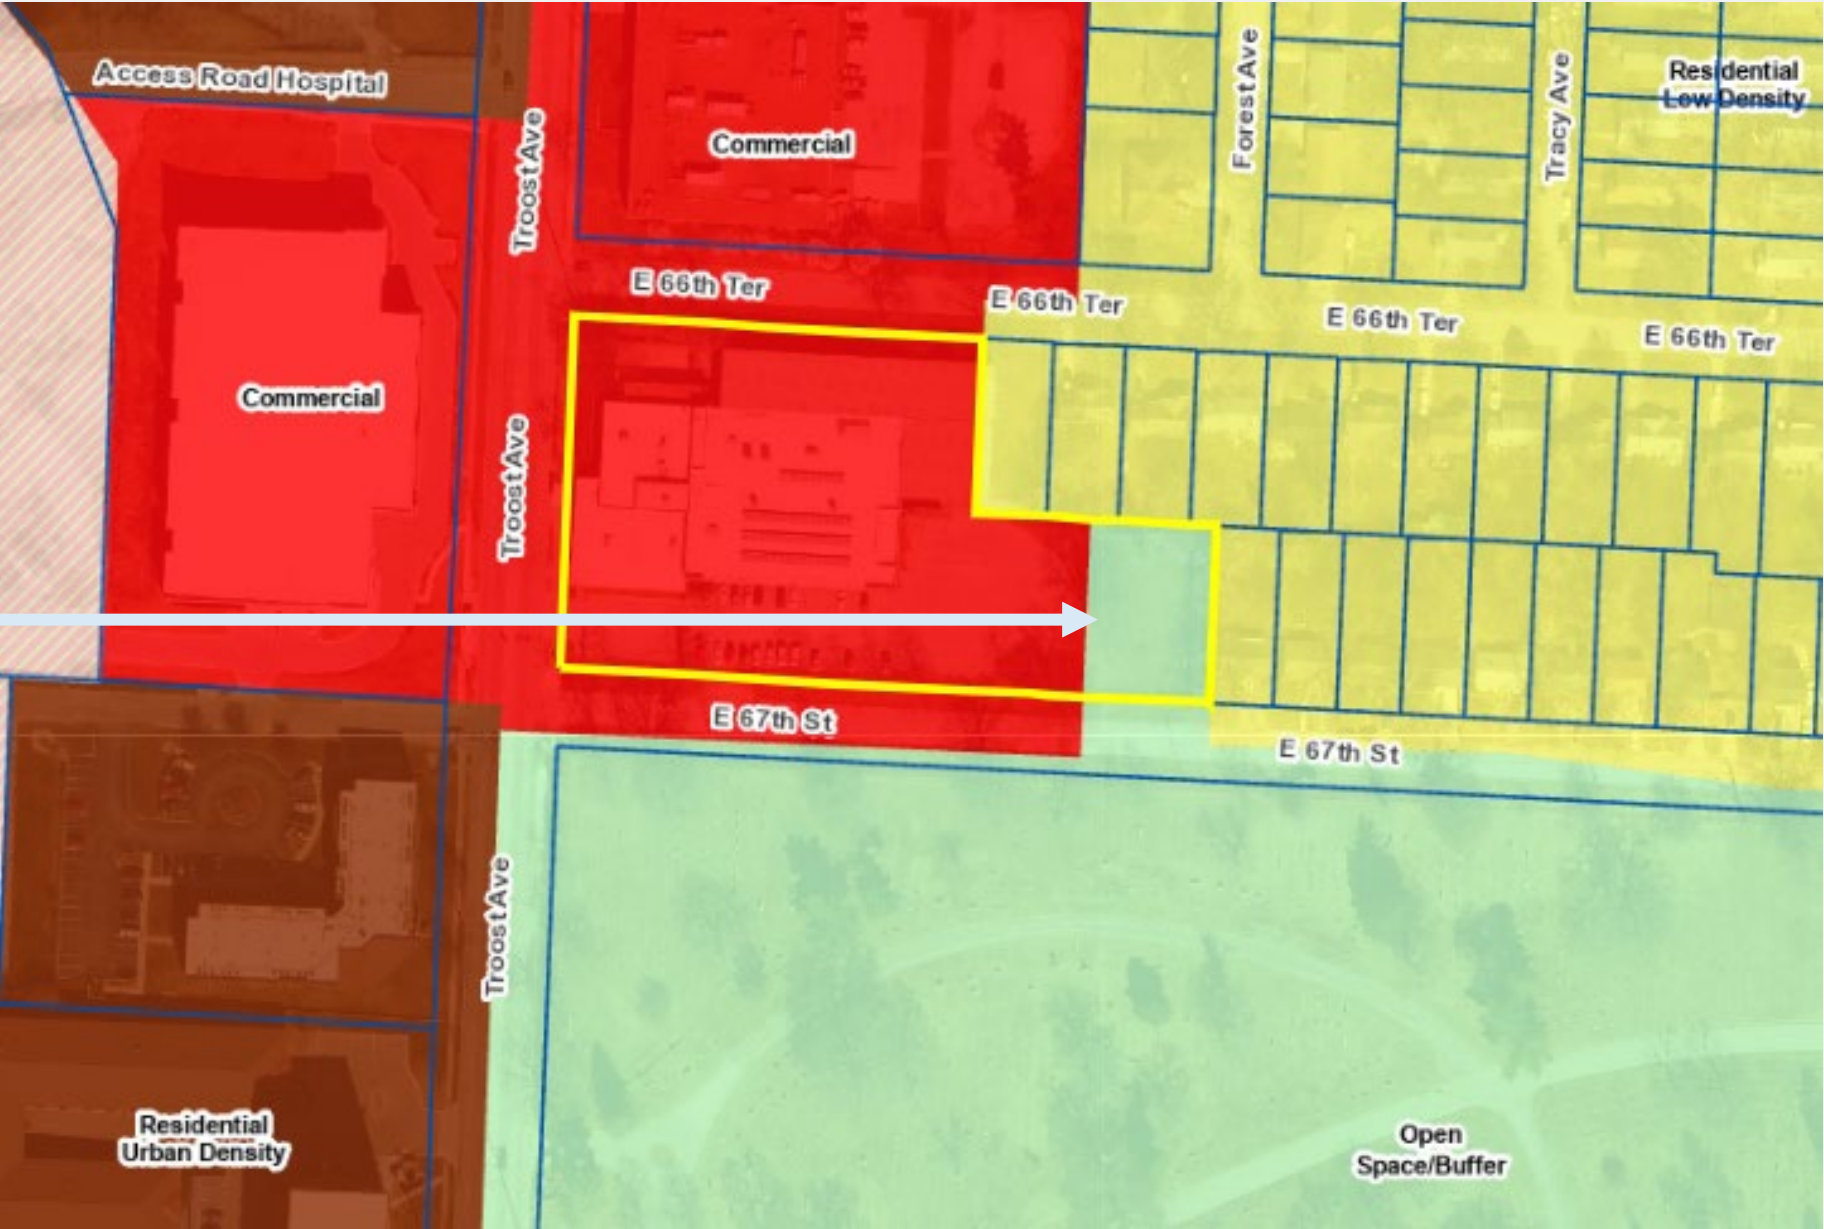 Access Road Hospital
Troost Ave
Commercial
Forest Ave
Tracy Ave
Residential
Low Density
E 66th Ter
E 66th Ter
E 66th Ter
E 66th Ter
Commercial
Troost Ave
E 67th St
E 67th St
Troost Ave
Residential
Urban Density
Open
Space/Buffer